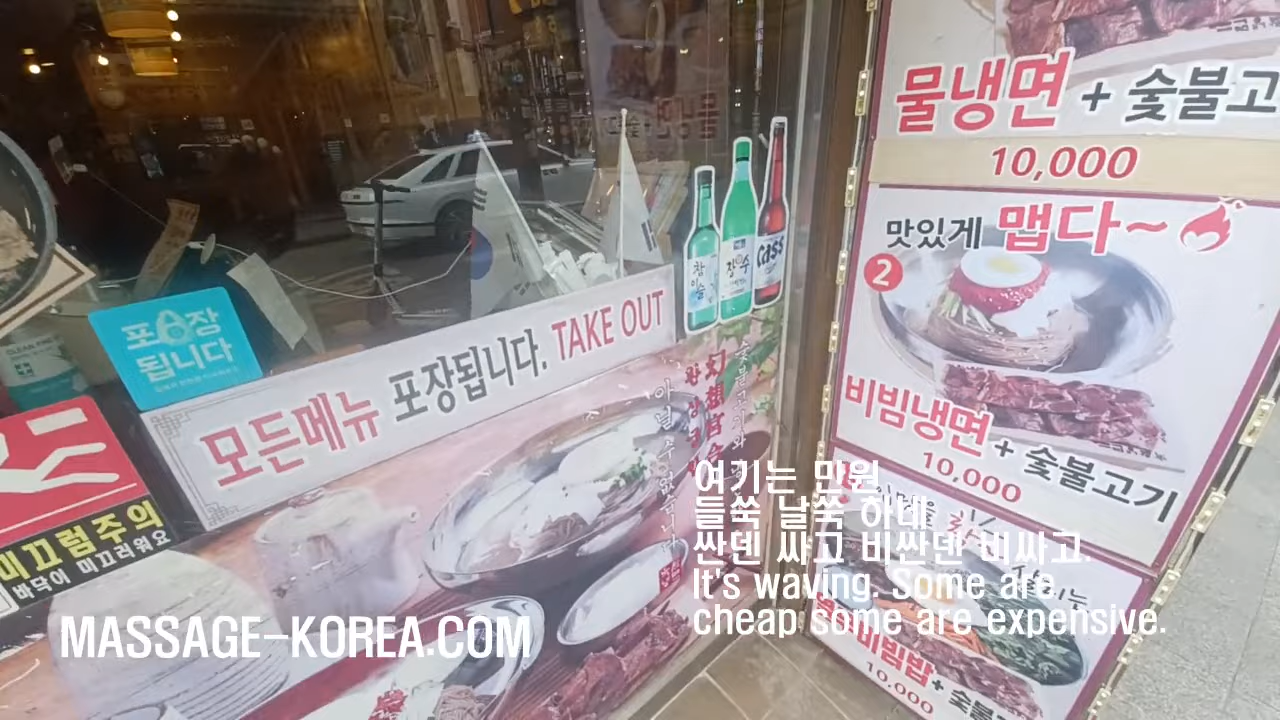 물냉면 + 숯불고
10,000
맛있게 맵다~
2
비빔냉면 + 숯불고기
10,000
비빔밥 + 숯불
10,000
참이슬
장수
Cass
포장
됩니다
모든메뉴 포장됩니다. TAKE OUT
미끄럼주의
바닥이 미끄러워요
여기는 만원
들쑥 날쑥 하네
싼덴 싸고 비싼덴 비싸고.
It's waving. Some are
cheap some are expensive.
MASSAGE-KOREA.COM